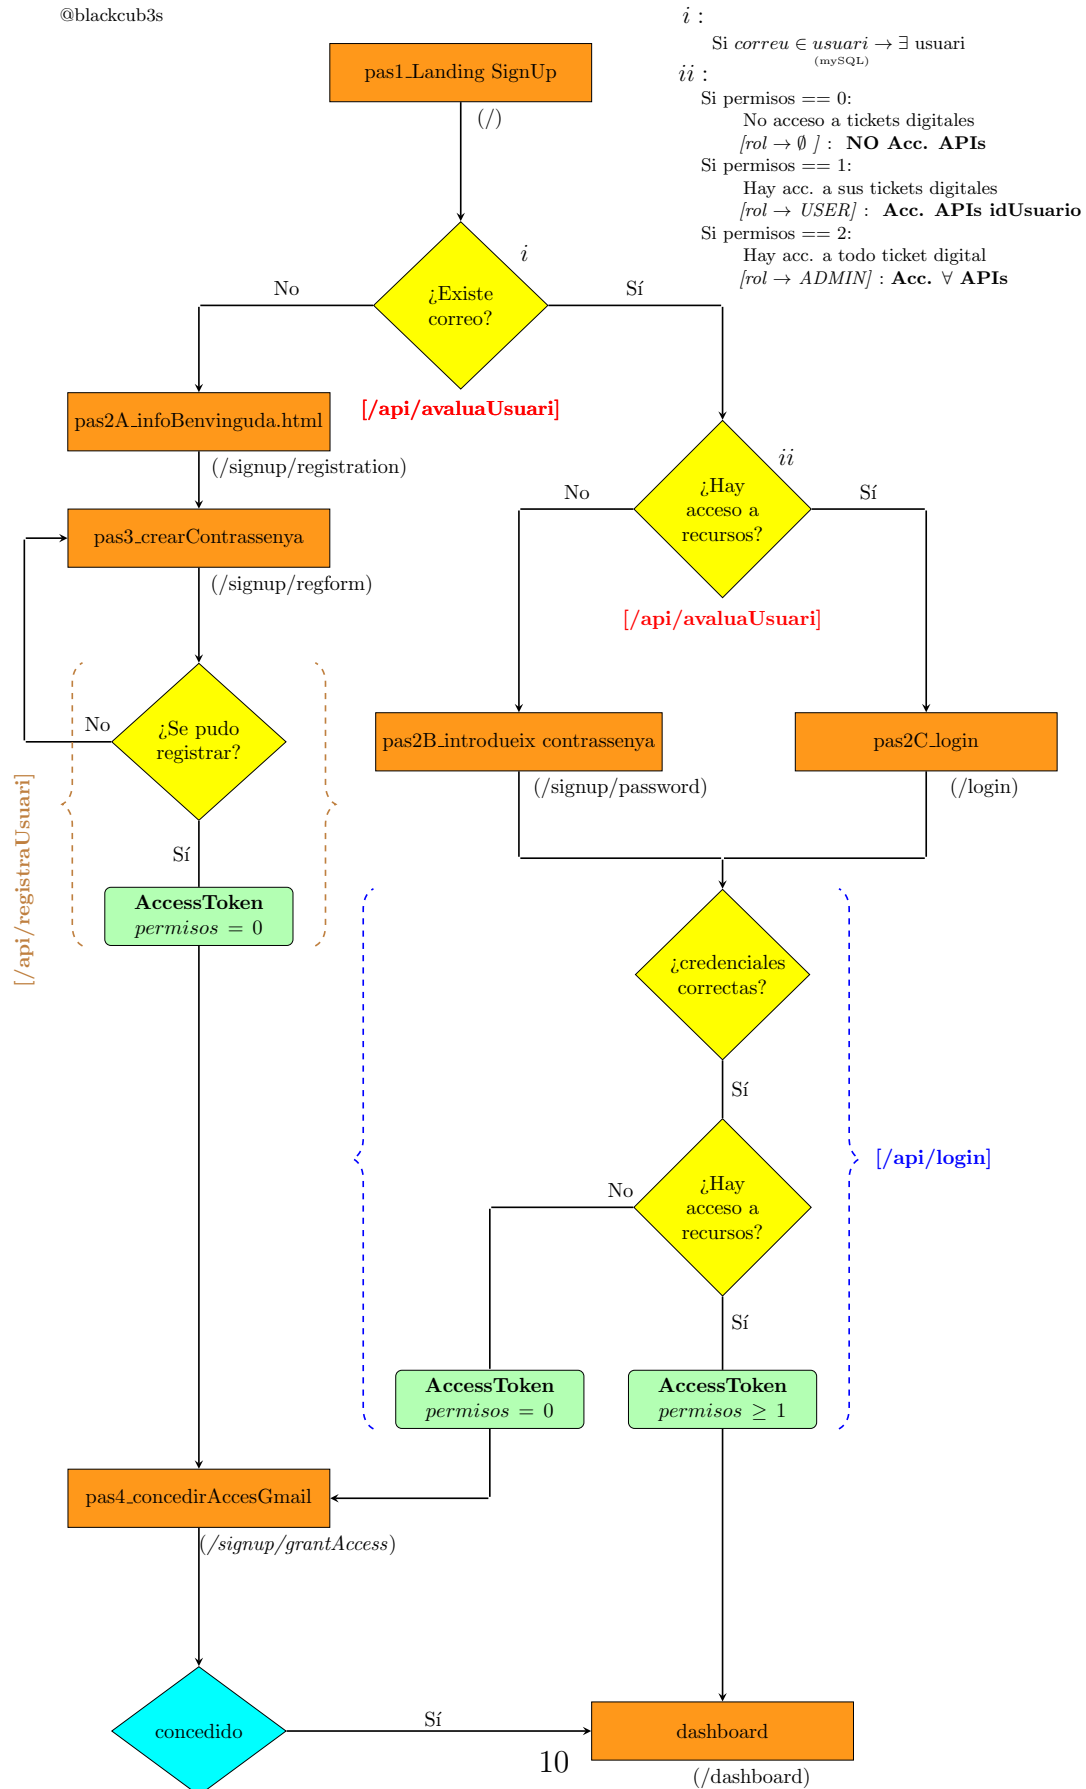 @blackcub3s
i :
Si correu ∈ usuari → ∃ usuari
(mySQL)
ii :
Si permisos == 0:
No acceso a tickets digitales
[rol → ∅ ] : NO Acc. APIs
Si permisos == 1:
Hay acc. a sus tickets digitales
[rol → USER] : Acc. APIs idUsuario
Si permisos == 2:
Hay acc. a todo ticket digital
[rol → ADMIN] : Acc. ∀ APIs
pas1_Landing SignUp
(/)
i
¿Existe
correo?
No
Sí
[/api/avaluaUsuari]
pas2A_infoBenvinguda.html
(/signup/registration)
ii
¿Hay
acceso a
recursos?
No
Sí
[/api/avaluaUsuari]
pas3_crearContrassenya
(/signup/regform)
¿Se pudo
registrar?
No
Sí
[/api/registraUsuari]
AccessToken
permisos = 0
pas2B_introdueix contrassenya
(/signup/password)
pas2C_login
(/login)
¿credenciales
correctas?
Sí
[/api/login]
¿Hay
acceso a
recursos?
No
Sí
AccessToken
permisos = 0
AccessToken
permisos ≥ 1
pas4_concedirAccesGmail
(/signup/grantAccess)
concedido
Sí
dashboard
(/dashboard)
10